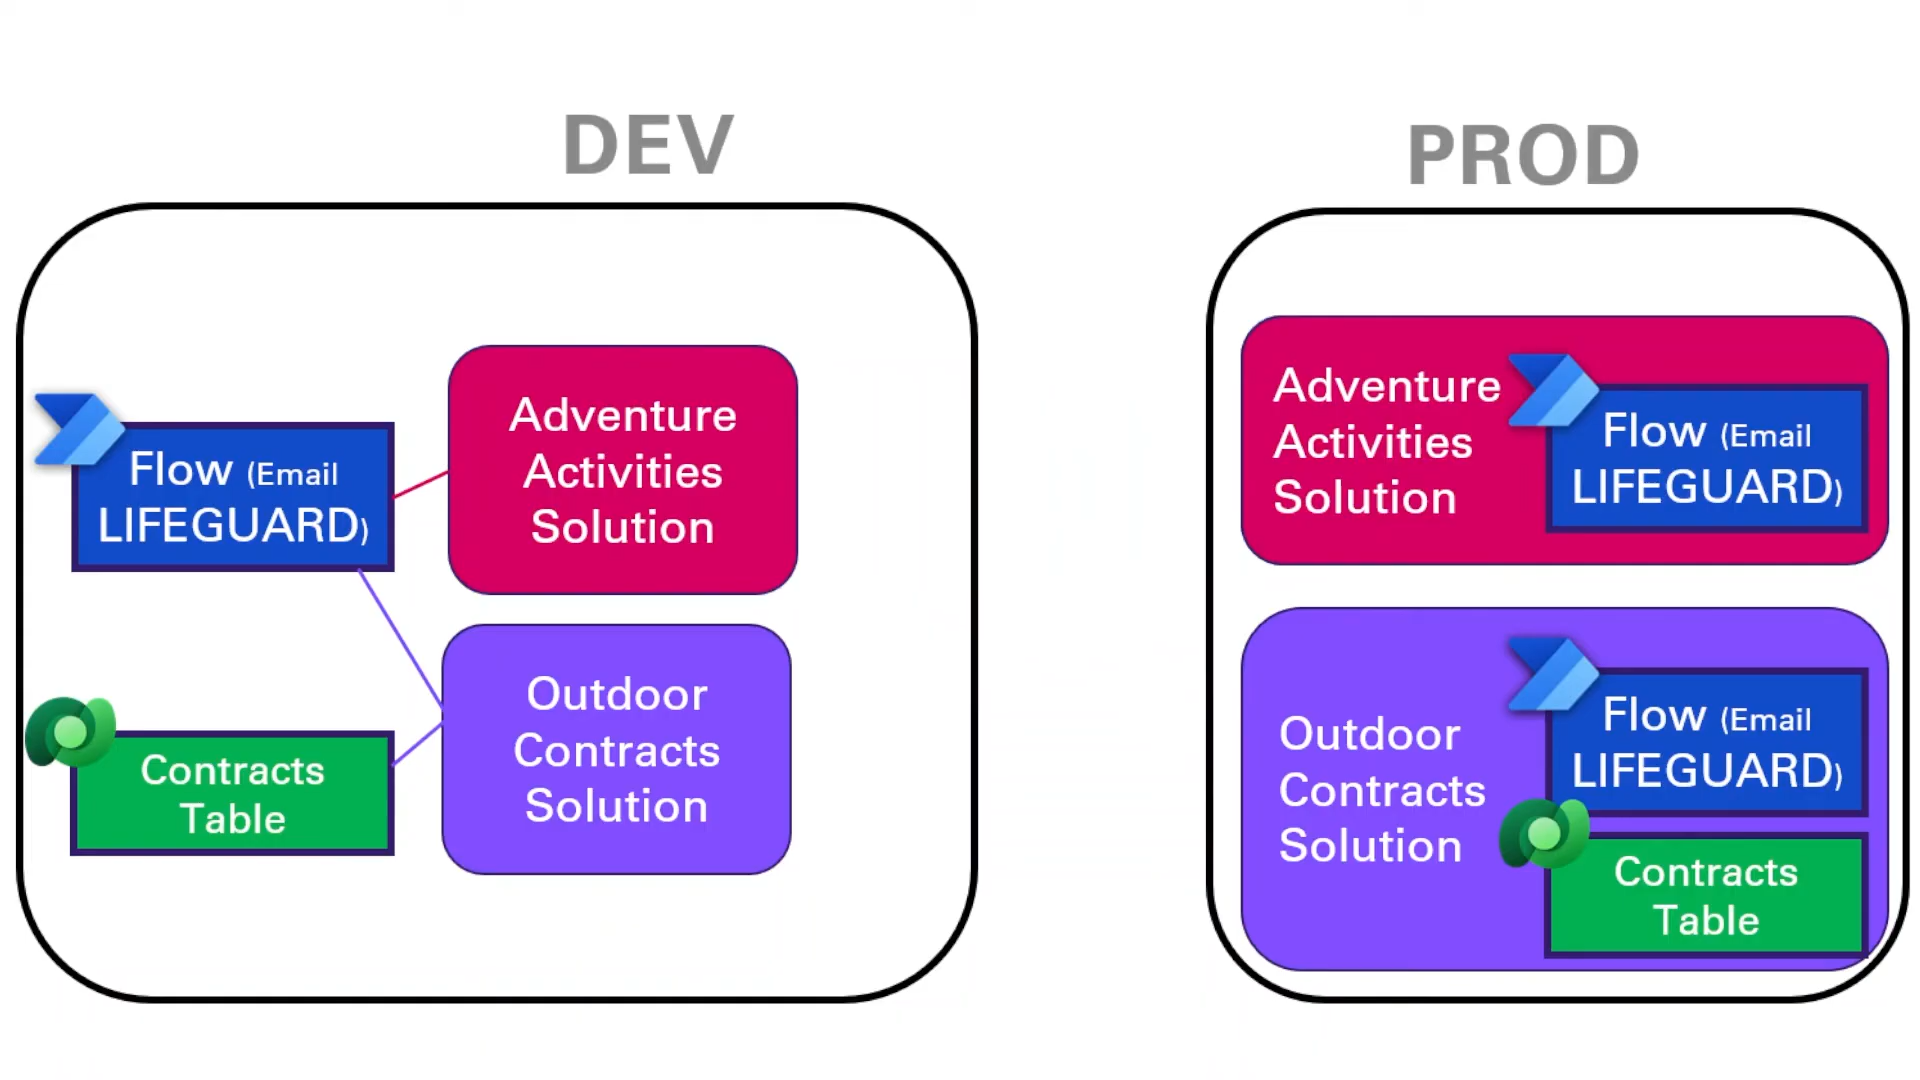 DEV
Flow (Email
LIFEGUARD)
Adventure
Activities
Solution
Contracts
Table
Outdoor
Contracts
Solution
PROD
Adventure
Activities
Solution
Flow (Email
LIFEGUARD)
Outdoor
Contracts
Solution
Flow (Email
LIFEGUARD)
Contracts
Table